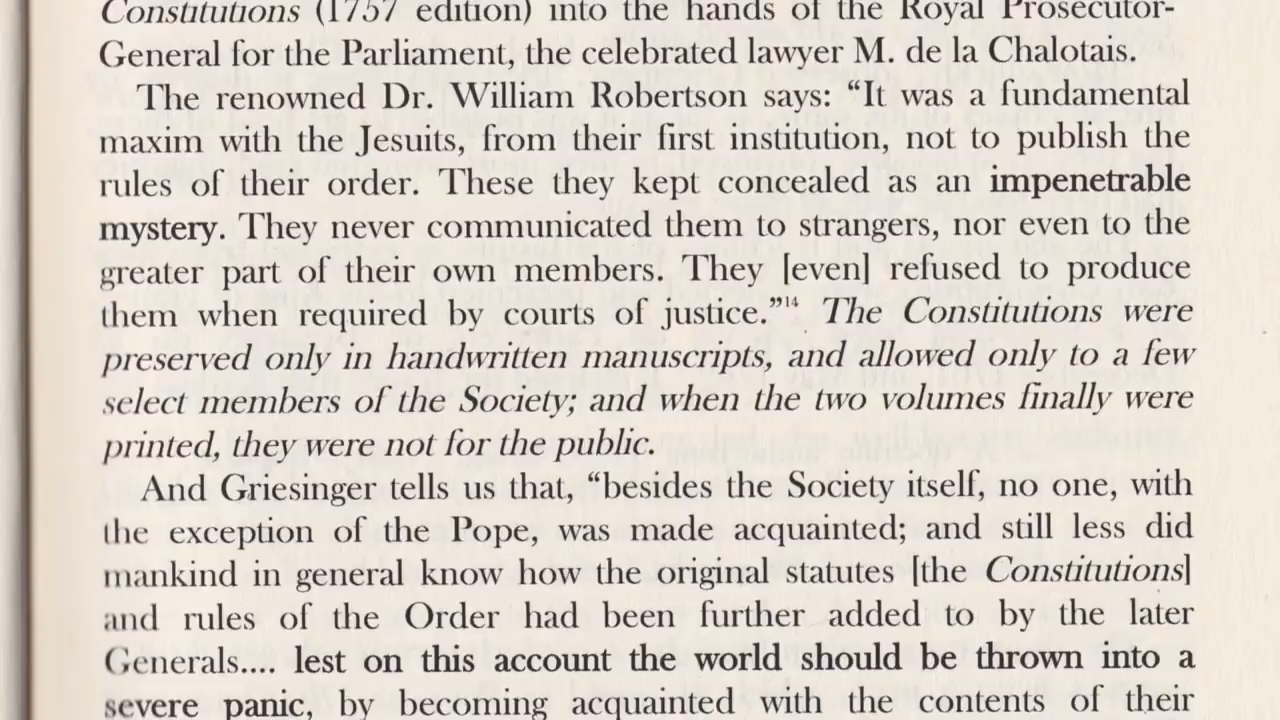 Constitutions (1757 edition) into the hands of the Royal Prosecutor-
General for the Parliament, the celebrated lawyer M. de la Chalotais.
The renowned Dr. William Robertson says: “It was a fundamental
maxim with the Jesuits, from their first institution, not to publish the
rules of their order. These they kept concealed as an impenetrable
mystery. They never communicated them to strangers, nor even to the
greater part of their own members. They [even] refused to produce
them when required by courts of justice.”14 The Constitutions were
preserved only in handwritten manuscripts, and allowed only to a few
select members of the Society; and when the two volumes finally were
printed, they were not for the public.
And Griesinger tells us that, “besides the Society itself, no one, with
the exception of the Pope, was made acquainted; and still less did
mankind in general know how the original statutes [the Constitutions]
and rules of the Order had been further added to by the later
Generals.... lest on this account the world should be thrown into a
severe panic, by becoming acquainted with the contents of their